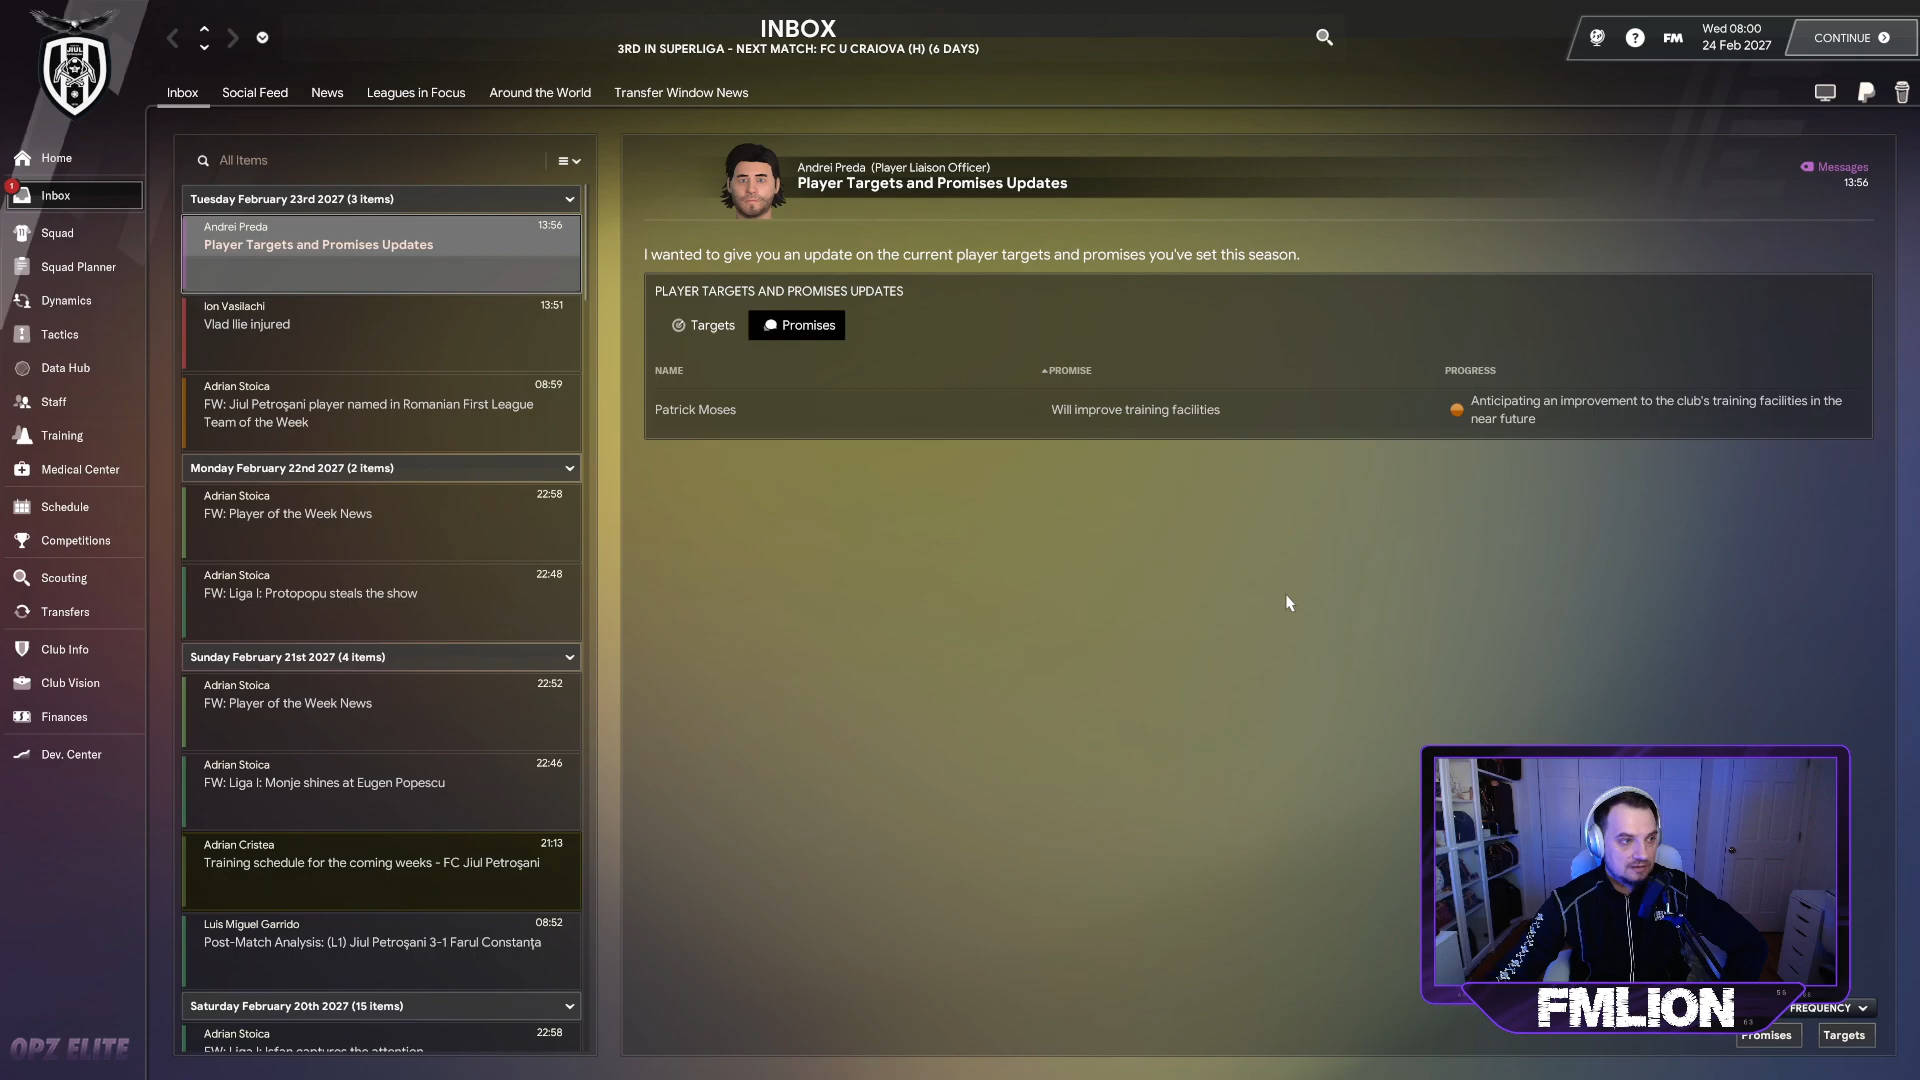 INBOX
3RD IN SUPERLIGA - NEXT MATCH: FC U CRAIOVA (H) (6 DAYS)
FM
Wed 08:00
24 Feb 2027
CONTINUE
Inbox
Social Feed
News
Leagues in Focus
Around the World
Transfer Window News
JIUL
Home
1
Inbox
Squad
Squad Planner
Dynamics
Tactics
Data Hub
Staff
Training
Medical Center
Schedule
Competitions
Scouting
Transfers
Club Info
Club Vision
Finances
Dev. Center
OPZ ELITE
All Items
Tuesday February 23rd 2027 (3 items)
Andrei Preda 13:56
Player Targets and Promises Updates
Ion Vasilachi 13:51
Vlad Ilie injured
Adrian Stoica 08:59
FW: Jiul Petroşani player named in Romanian First League
Team of the Week
Monday February 22nd 2027 (2 items)
Adrian Stoica 22:58
FW: Player of the Week News
Adrian Stoica 22:48
FW: Liga I: Protopopu steals the show
Sunday February 21st 2027 (4 items)
Adrian Stoica 22:52
FW: Player of the Week News
Adrian Stoica 22:46
FW: Liga I: Monje shines at Eugen Popescu
Adrian Cristea 21:13
Training schedule for the coming weeks - FC Jiul Petroşani
Luis Miguel Garrido 08:52
Post-Match Analysis: (L1) Jiul Petroşani 3-1 Farul Constanţa
Saturday February 20th 2027 (15 items)
Adrian Stoica 22:58
FW: Liga I: Isfan captures the attention
Andrei Preda (Player Liaison Officer)
Player Targets and Promises Updates
Messages
13:56
I wanted to give you an update on the current player targets and promises you've set this season.
PLAYER TARGETS AND PROMISES UPDATES
Targets
Promises
NAME PROMISE PROGRESS
Patrick Moses Will improve training facilities Anticipating an improvement to the club's training facilities in the
near future
FMLION
55
63
FREQUENCY
Promises
Targets